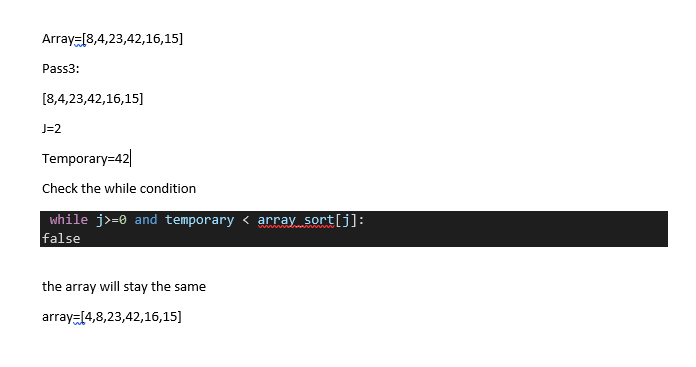 Array=[8,4,23,42,16,15]
Pass3:
[8,4,23,42,16,15]
J=2
Temporary=42
Check the while condition
while j>=0 and temporary < array_sort[j]:
false
the array will stay the same
array=[4,8,23,42,16,15]